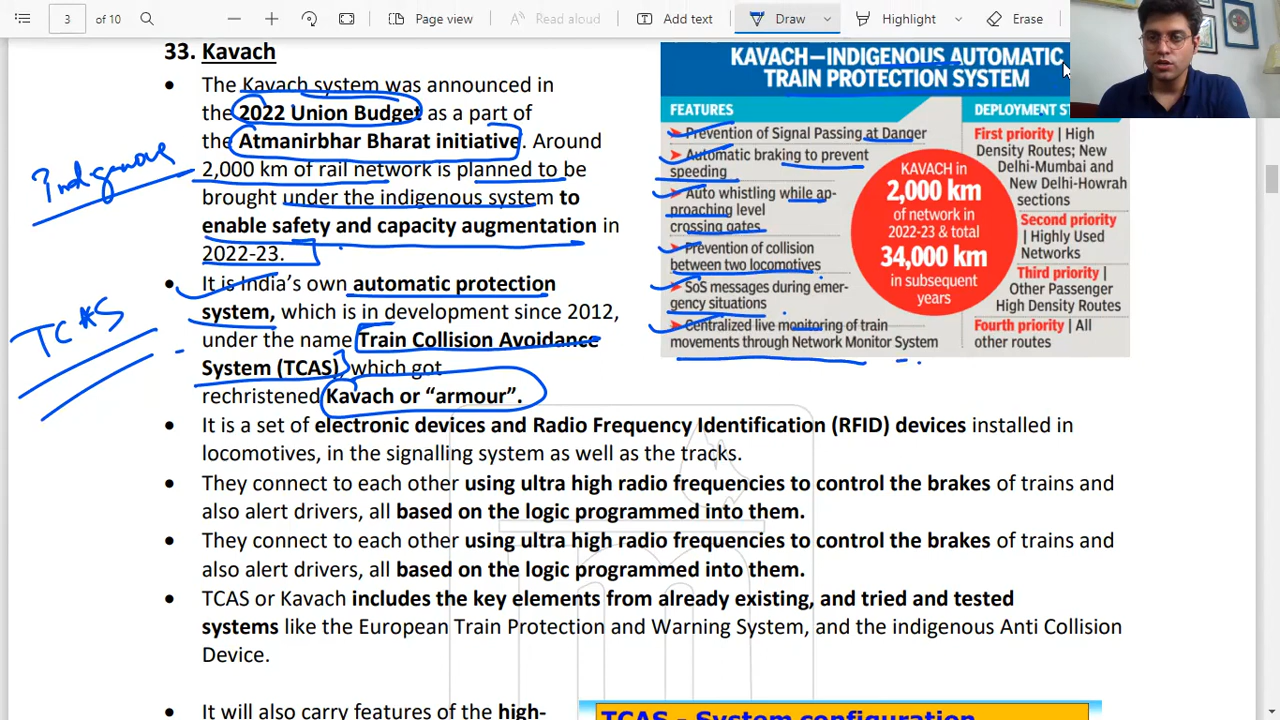 3 of 10
Page view
Read aloud
Add text
Draw
Highlight
Erase
33. Kavach
• The Kavach system was announced in
the 2022 Union Budget as a part of
the Atmanirbhar Bharat initiative. Around
2,000 km of rail network is planned to be
brought under the indigenous system to
enable safety and capacity augmentation in
2022-23.
• It is India's own automatic protection
system, which is in development since 2012,
under the name Train Collision Avoidance
System (TCAS), which got
rechristened Kavach or “armour”.
Indigenous
TCAS
KAVACH–INDIGENOUS AUTOMATIC
TRAIN PROTECTION SYSTEM
FEATURES
Prevention of Signal Passing at Danger
Automatic braking to prevent
speeding
Auto whistling while ap-
proaching level
crossing gates
Prevention of collision
between two locomotives
SoS messages during emer-
gency situations
Centralized live monitoring of train
movements through Network Monitor System
KAVACH IN
2,000 km
of network in
2022-23 & total
34,000 km
in subsequent
years
DEPLOYMENT
First priority | High
Density Routes; New
Delhi-Mumbai and
New Delhi-Howrah
sections
Second priority
| Highly Used
Networks
Third priority |
Other Passenger
High Density Routes
Fourth priority | All
other routes
• It is a set of electronic devices and Radio Frequency Identification (RFID) devices installed in
locomotives, in the signalling system as well as the tracks.
• They connect to each other using ultra high radio frequencies to control the brakes of trains and
also alert drivers, all based on the logic programmed into them.
• They connect to each other using ultra high radio frequencies to control the brakes of trains and
also alert drivers, all based on the logic programmed into them.
• TCAS or Kavach includes the key elements from already existing, and tried and tested
systems like the European Train Protection and Warning System, and the indigenous Anti Collision
Device.
• It will also carry features of the high-
TCAS – System configuration